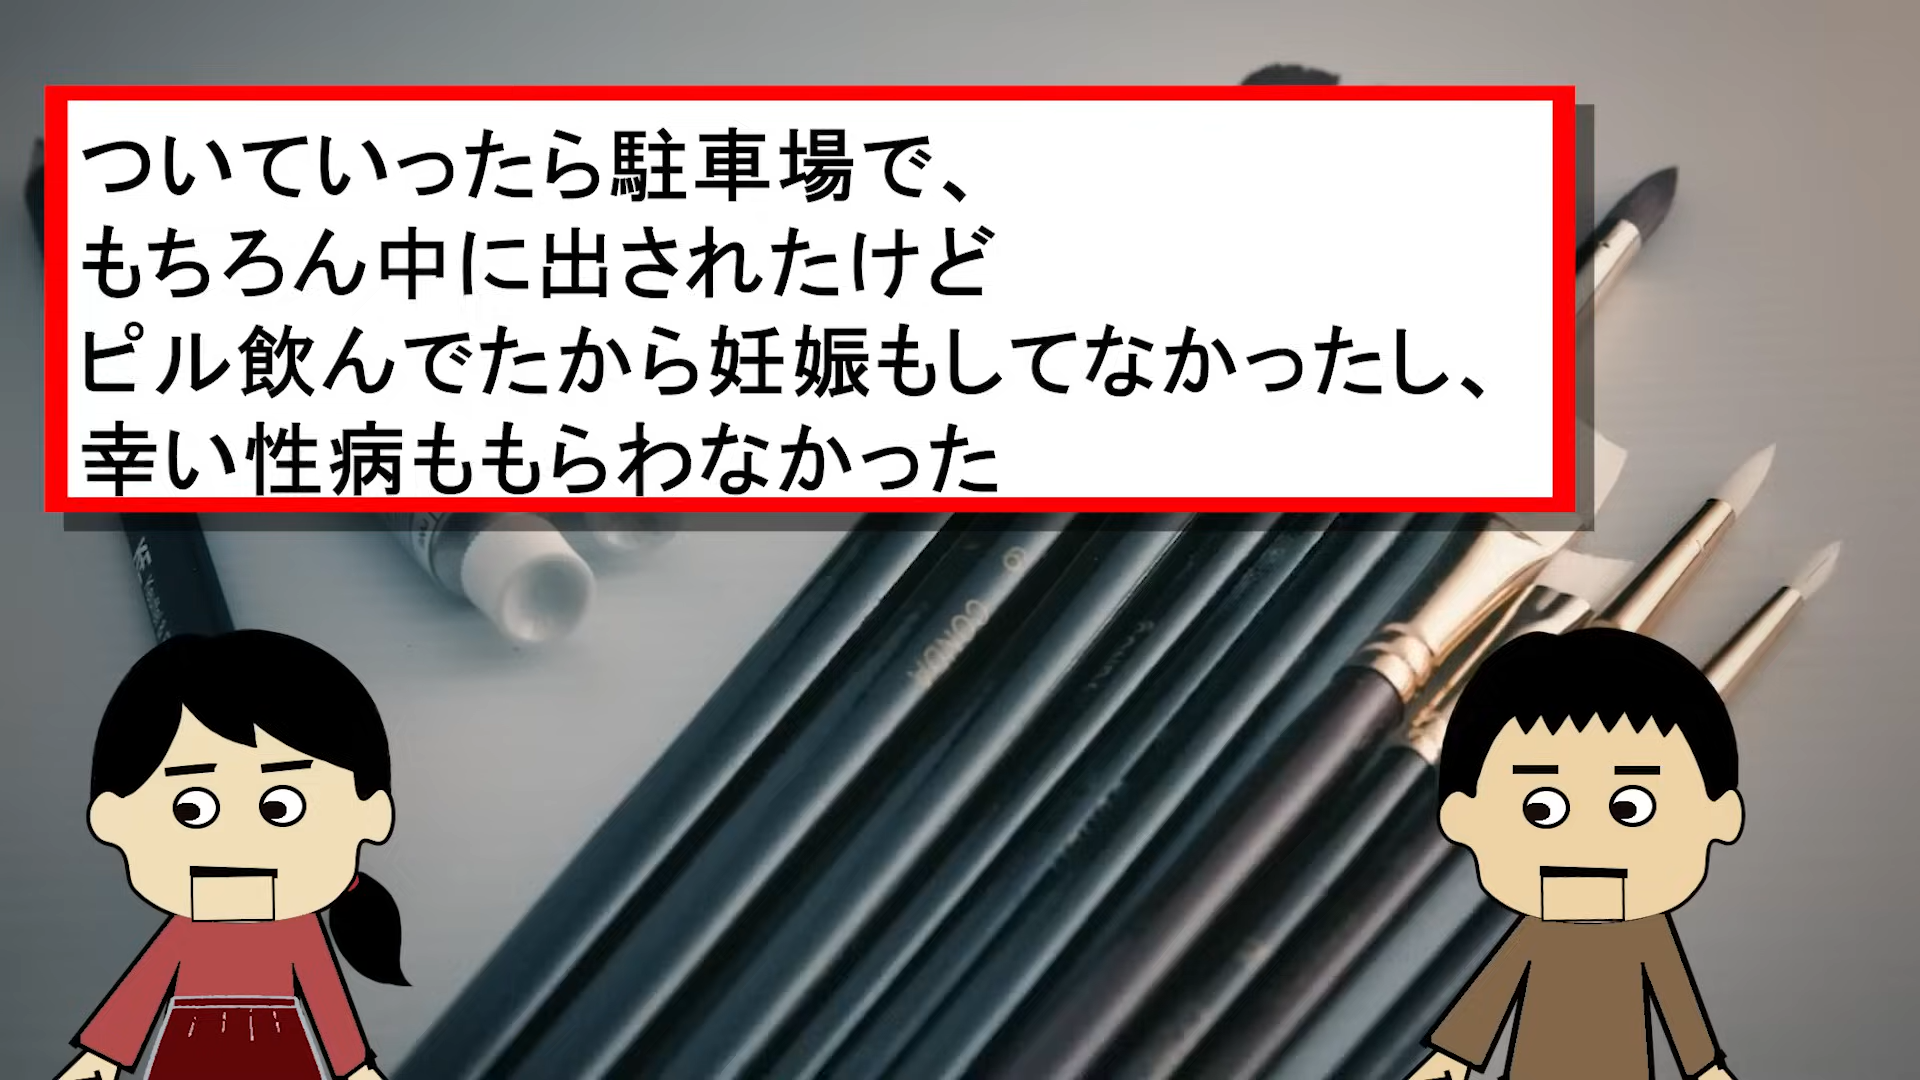 ついていったら駐車場で、
もちろん中に出されたけど
ピル飲んでたから妊娠もしてなかったし、
幸い性病ももらわなかった